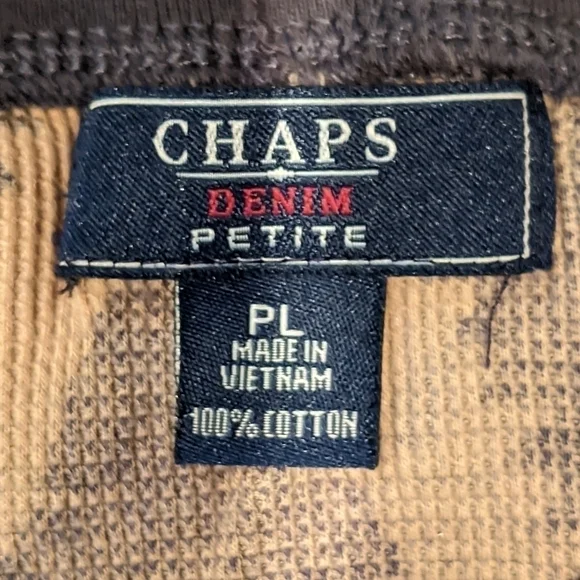 CHAPS
DENIM
PETITE
PL
MADE IN
VIETNAM
100% COTTON